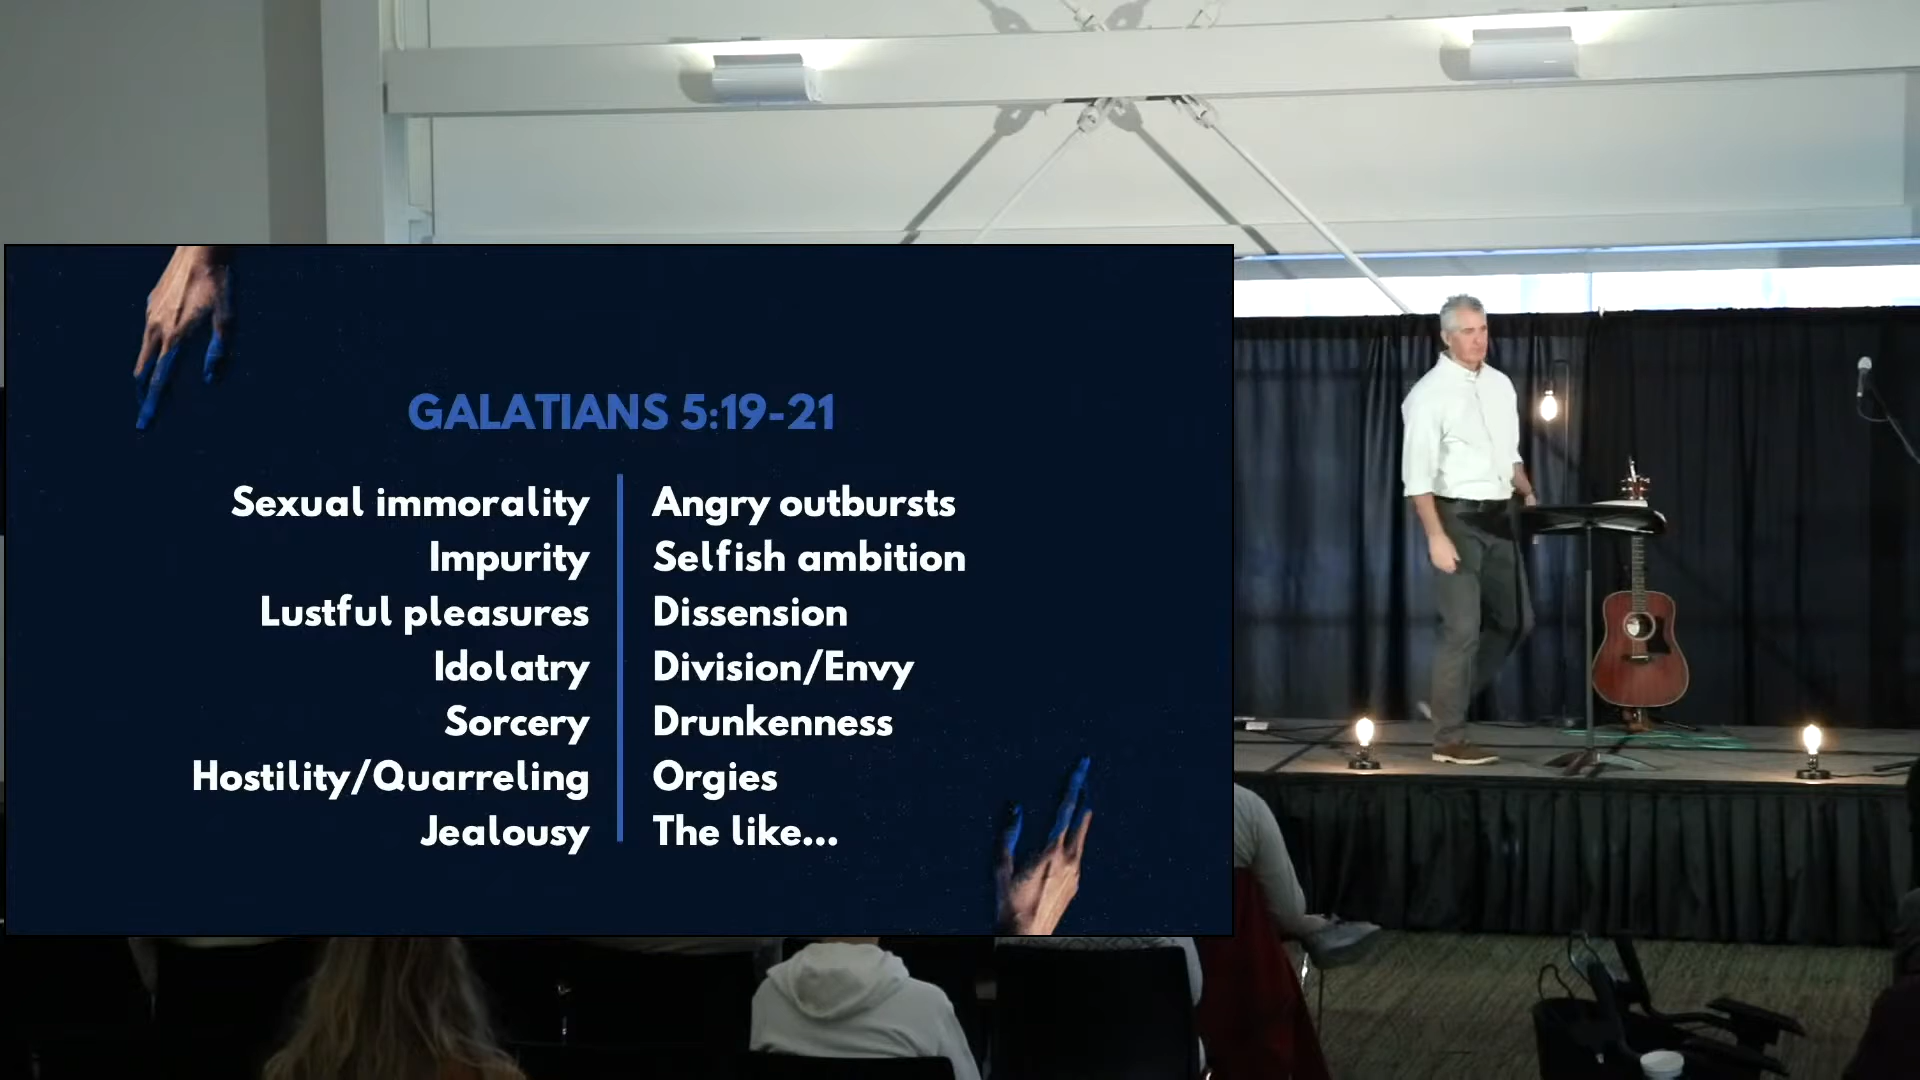 GALATIANS 5:19-21
Sexual immorality
Impurity
Lustful pleasures
Idolatry
Sorcery
Hostility/Quarreling
Jealousy
Angry outbursts
Selfish ambition
Dissension
Division/Envy
Drunkenness
Orgies
The like...